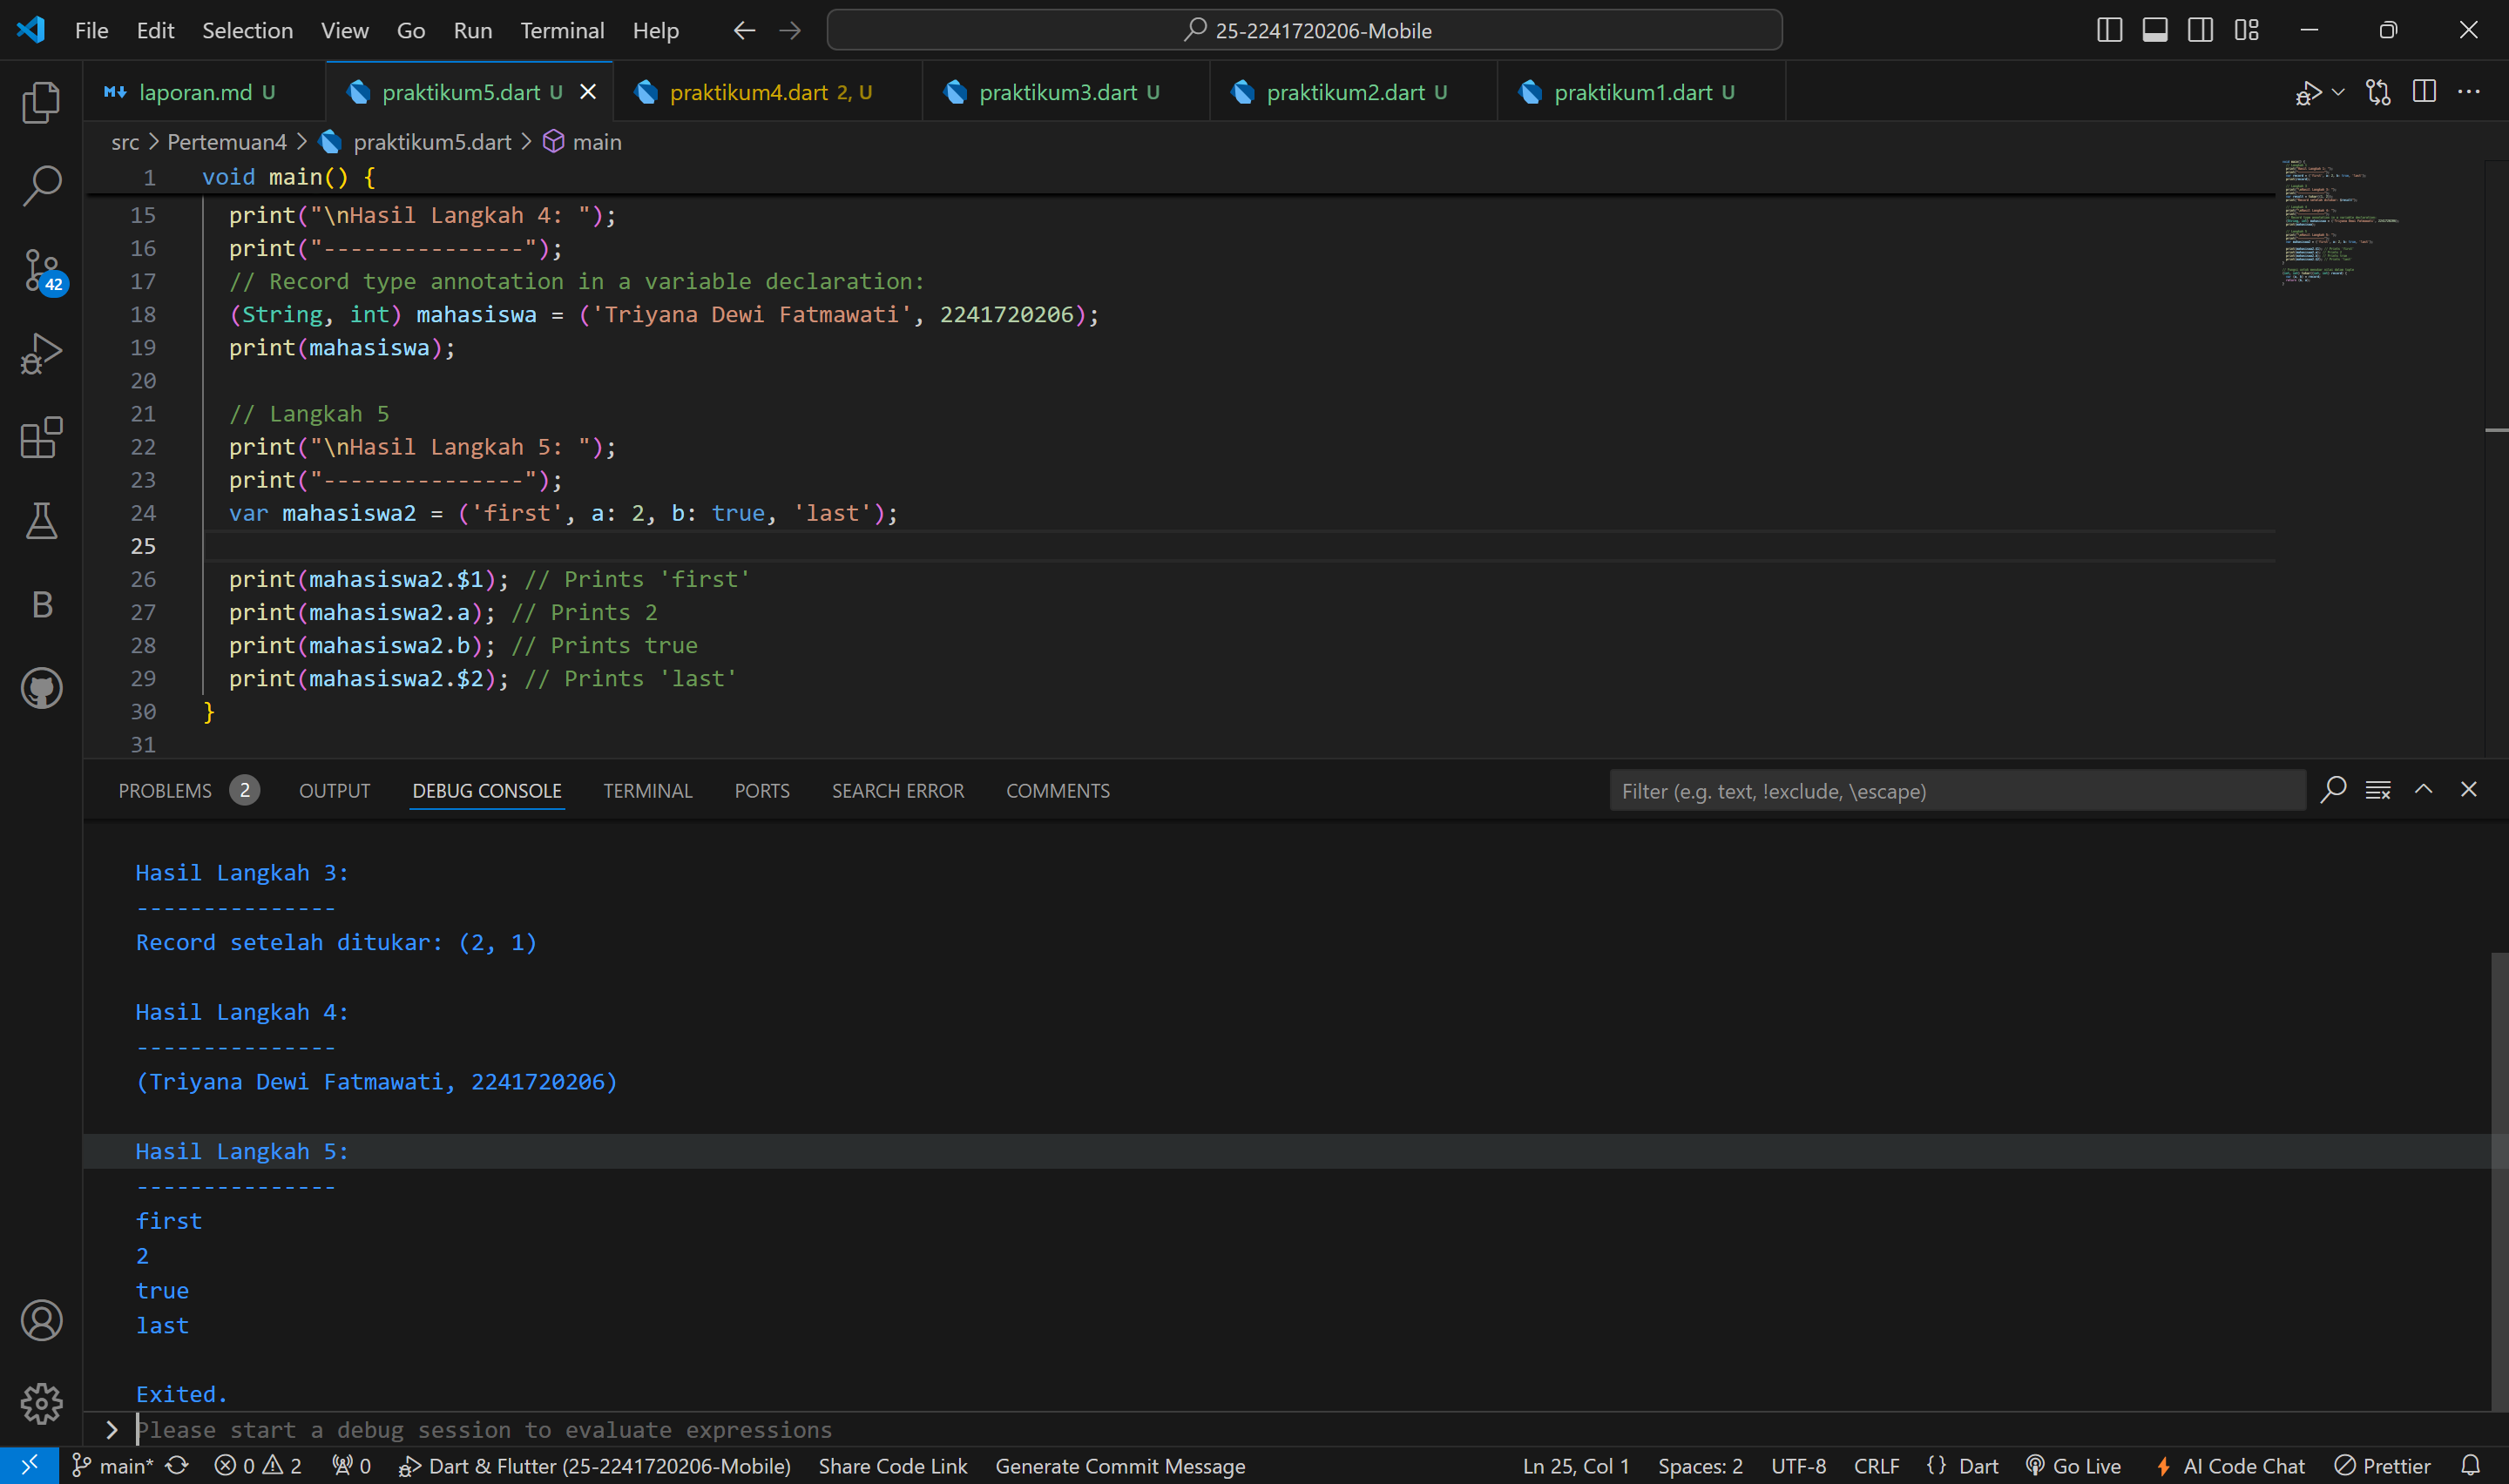 File Edit Selection View Go Run Terminal Help 25-2241720206-Mobile
laporan.md U praktikum5.dart U praktikum4.dart 2, U praktikum3.dart U praktikum2.dart U praktikum1.dart U
src > Pertemuan4 > praktikum5.dart > main
1 void main() {
15 print("\nHasil Langkah 4: ");
16 print("---------------");
17 // Record type annotation in a variable declaration:
18 (String, int) mahasiswa = ('Triyana Dewi Fatmawati', 2241720206);
19 print(mahasiswa);
20
21 // Langkah 5
22 print("\nHasil Langkah 5: ");
23 print("---------------");
24 var mahasiswa2 = ('first', a: 2, b: true, 'last');
25
26 print(mahasiswa2.$1); // Prints 'first'
27 print(mahasiswa2.a); // Prints 2
28 print(mahasiswa2.b); // Prints true
29 print(mahasiswa2.$2); // Prints 'last'
30 }
31
42
B
PROBLEMS 2 OUTPUT DEBUG CONSOLE TERMINAL PORTS SEARCH ERROR COMMENTS Filter (e.g. text, !exclude, \escape)
Hasil Langkah 3:
---------------
Record setelah ditukar: (2, 1)
Hasil Langkah 4:
---------------
(Triyana Dewi Fatmawati, 2241720206)
Hasil Langkah 5:
---------------
first
2
true
last
Exited.
> Please start a debug session to evaluate expressions
main* 0 2 0 Dart & Flutter (25-2241720206-Mobile) Share Code Link Generate Commit Message Ln 25, Col 1 Spaces: 2 UTF-8 CRLF {} Dart Go Live AI Code Chat Prettier